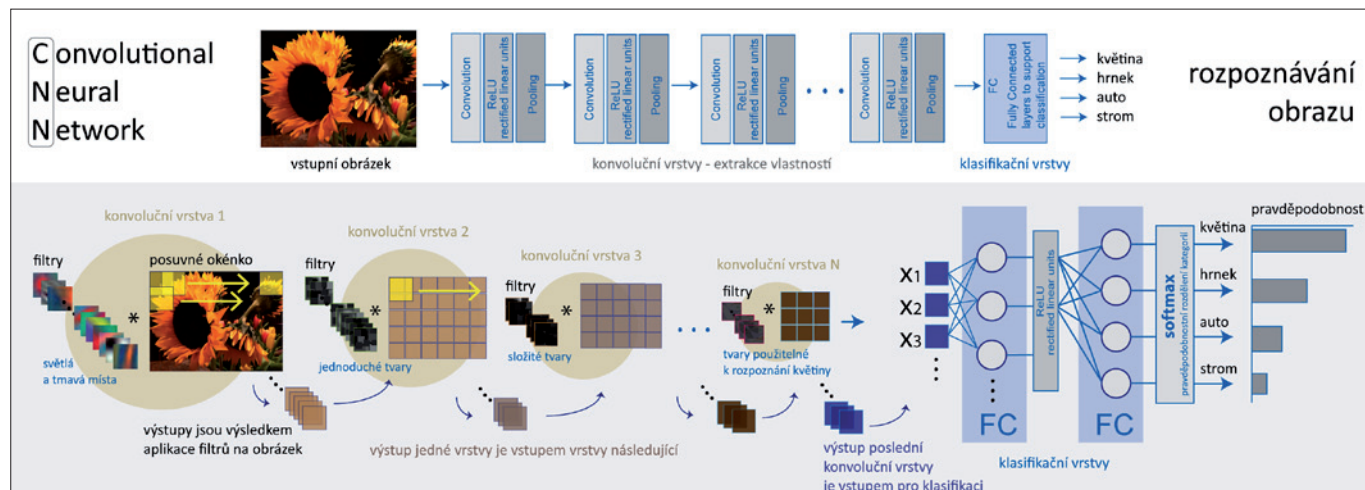 Convolutional
Neural
Network
vstupní obrázek
Convolution
ReLU
rectified linear units
Pooling
Convolution
ReLU
rectified linear units
Pooling
Convolution
ReLU
rectified linear units
Pooling
Convolution
ReLU
rectified linear units
Pooling
konvoluční vrstvy - extrakce vlastností
FC
Fully Connected
layers to support
classification
klasifikační vrstvy
květina
hrnek
auto
strom
rozpoznávání
obrazu
konvoluční vrstva 1
filtry
posuvné okénko
*
světlá
a tmavá místa
výstupy jsou výsledkem
aplikace filtrů na obrázek
konvoluční vrstva 2
filtry
*
jednoduché tvary
konvoluční vrstva 3
filtry
*
složité tvary
výstup jedné vrstvy je vstupem vrstvy následující
konvoluční vrstva N
filtry
*
tvary použitelné
k rozpoznání květiny
výstup poslední
konvoluční vrstvy
je vstupem pro klasifikaci
X1
X2
X3
FC
ReLU
rectified linear units
FC
softmax
pravděpodobnostní rozdělení kategorií
klasifikační vrstvy
pravděpodobnost
květina
hrnek
auto
strom